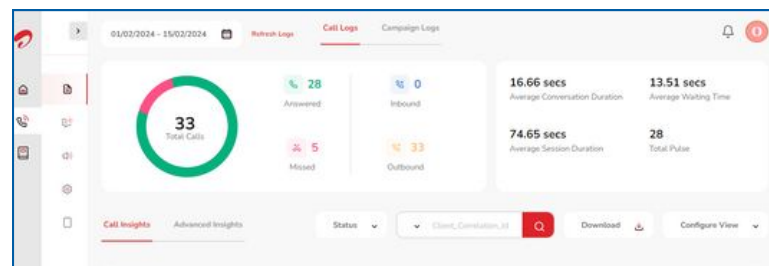 01/02/2024 - 15/02/2024
Refresh Logs
Call Logs
Campaign Logs
33
Total Calls
28
Answered
0
Inbound
5
Missed
33
Outbound
16.66 secs
Average Conversation Duration
13.51 secs
Average Waiting Time
74.65 secs
Average Session Duration
28
Total Pulse
Call Insights
Advanced Insights
Status
Client_Correlation_id
Download
Configure View